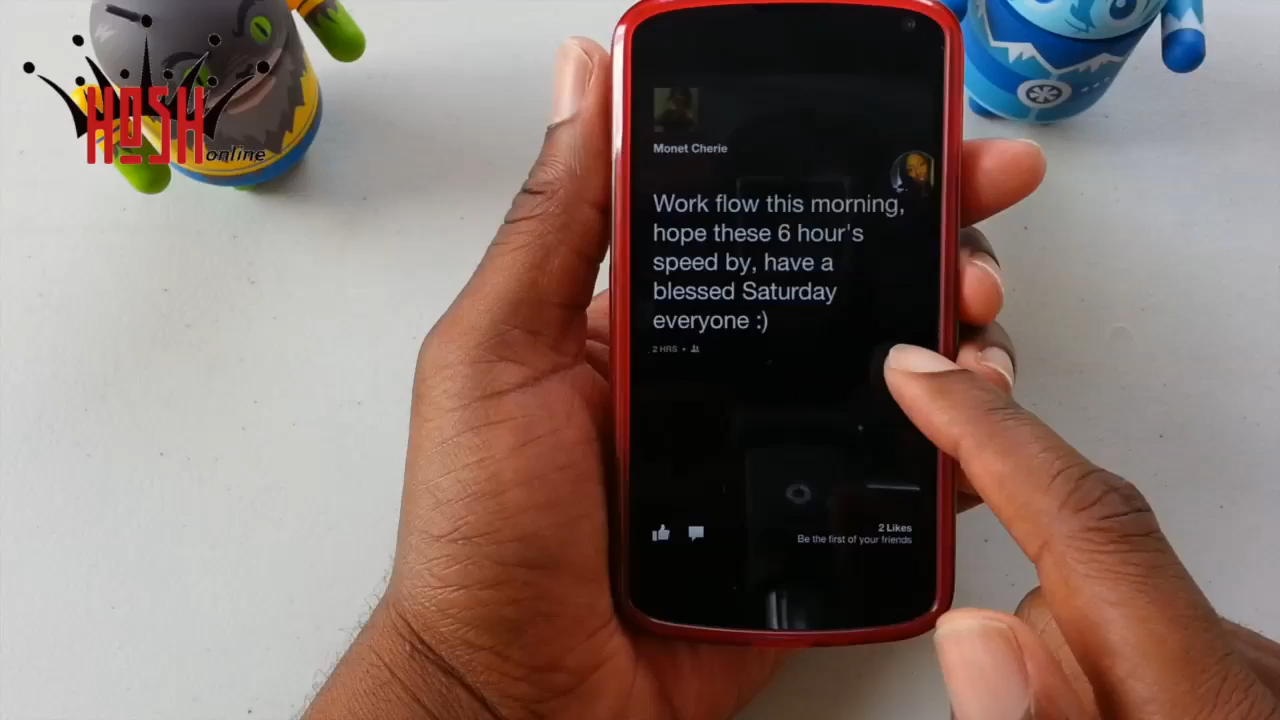 HOSH
online
Monet Cherie
Work flow this morning,
hope these 6 hour's
speed by, have a
blessed Saturday
everyone :)
2 HRS
2 Likes
Be the first of your friends